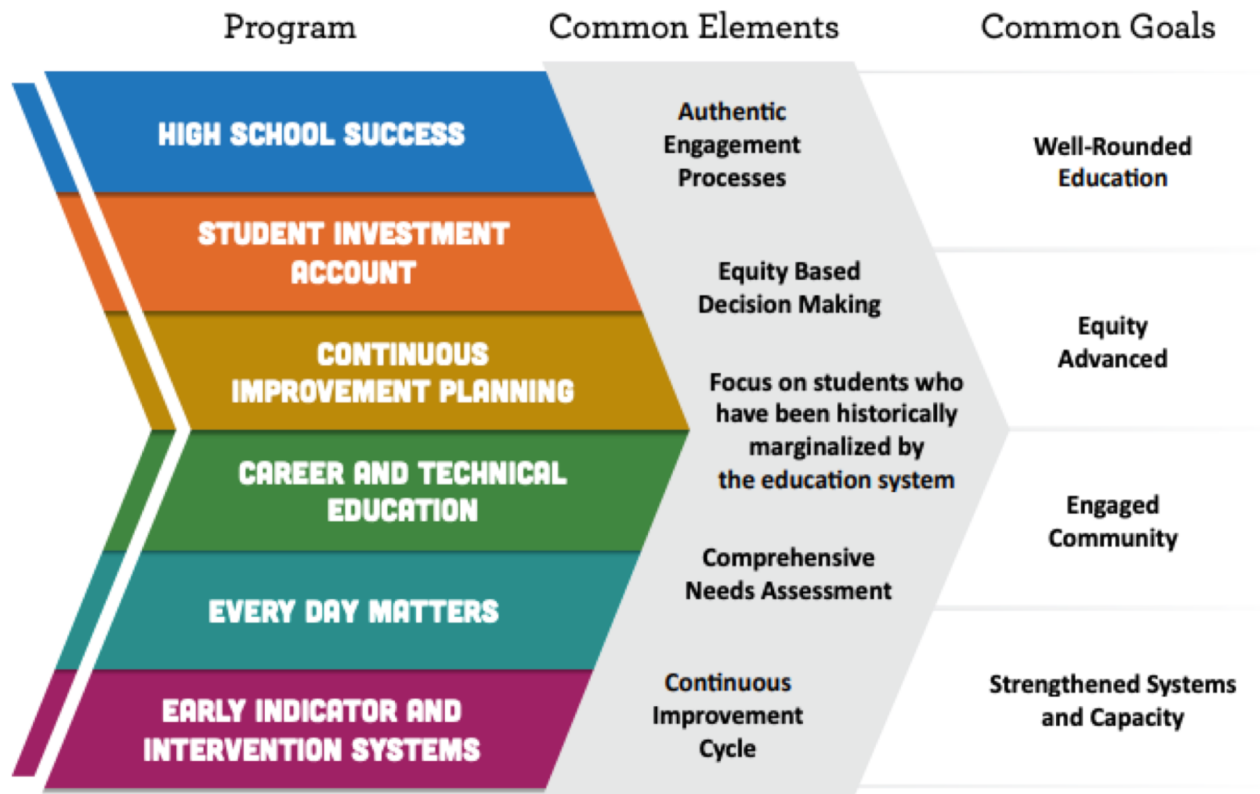 Program
HIGH SCHOOL SUCCESS
STUDENT INVESTMENT
ACCOUNT
CONTINUOUS
IMPROVEMENT PLANNING
CAREER AND TECHNICAL
EDUCATION
EVERY DAY MATTERS
EARLY INDICATOR AND
INTERVENTION SYSTEMS
Common Elements
Authentic
Engagement
Processes
Equity Based
Decision Making
Focus on students who
have been historically
marginalized by
the education system
Comprehensive
Needs Assessment
Continuous
Improvement
Cycle
Common Goals
Well-Rounded
Education
Equity
Advanced
Engaged
Community
Strengthened Systems
and Capacity